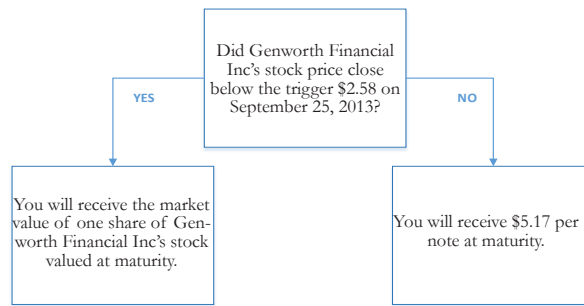 Did Genworth Financial
Inc's stock price close
below the trigger $2.58 on
September 25, 2013?
YES
NO
You will receive the market
value of one share of Gen-
worth Financial Inc's stock
valued at maturity.
You will receive $5.17 per
note at maturity.